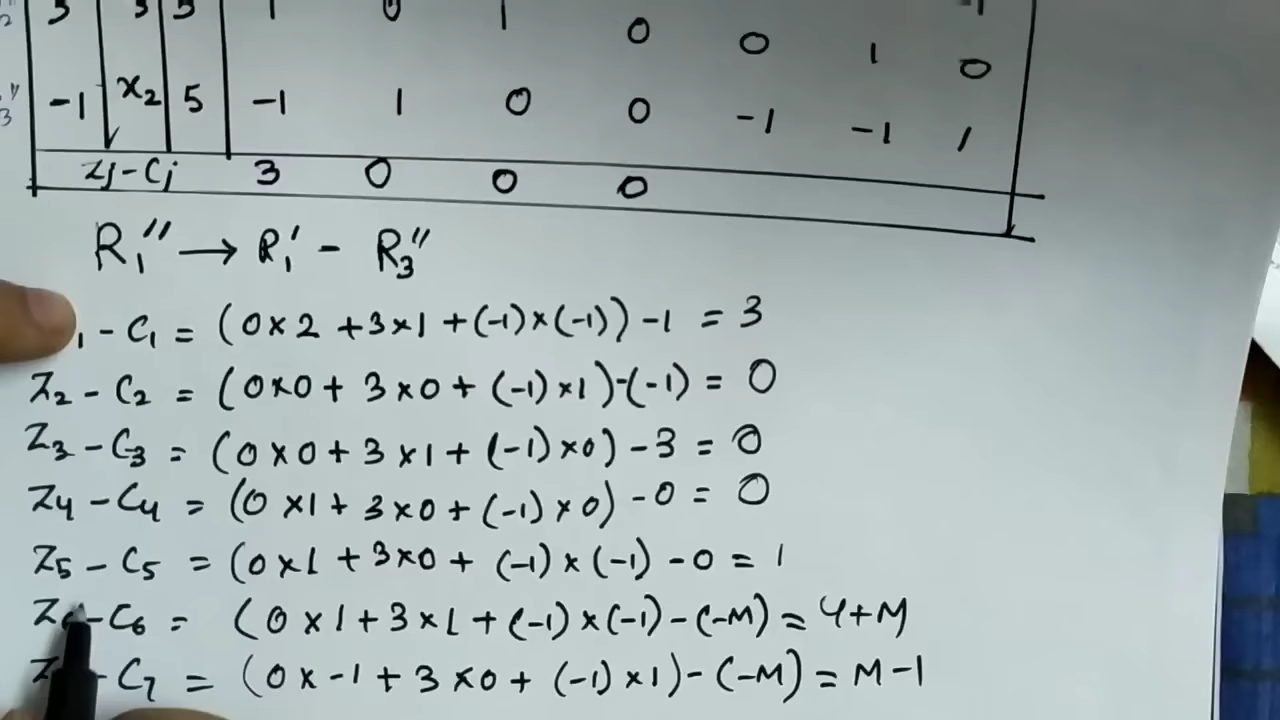 3 5 1 0 1 0 0 1 0
-1 x₂ 5 -1 1 0 0 -1 -1 1
Zj-Cj 3 0 0 0
R₁'' → R₁' - R₃''
₁ - C₁ = (0×2 + 3×1 + (-1)×(-1)) - 1 = 3
Z₂ - C₂ = (0×0 + 3×0 + (-1)×1) - (-1) = 0
Z₃ - C₃ = (0×0 + 3×1 + (-1)×0) - 3 = 0
Z₄ - C₄ = (0×1 + 3×0 + (-1)×0) - 0 = 0
Z₅ - C₅ = (0×1 + 3×0 + (-1)×(-1) - 0 = 1
Z - C₆ = (0×1 + 3×1 + (-1)×(-1) - (-M) = 4+M
Z - C₇ = (0×-1 + 3×0 + (-1)×1) - (-M) = M-1